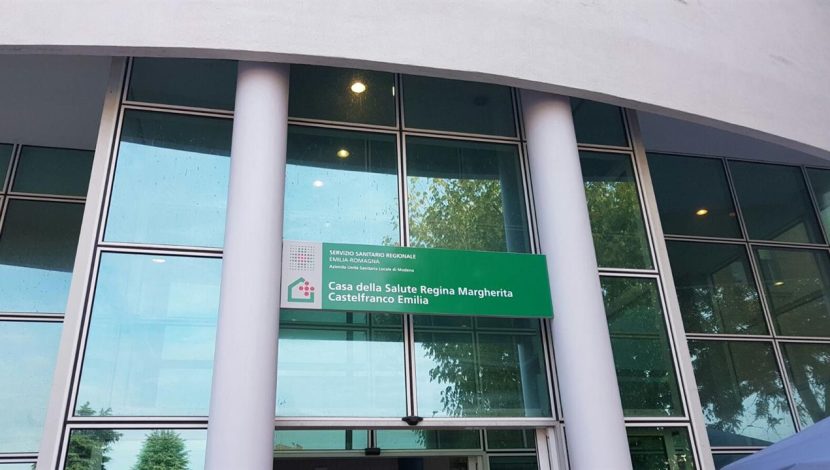 SERVIZIO SANITARIO REGIONALE
EMILIA-ROMAGNA
Azienda Unità Sanitaria Locale di Modena
Casa della Salute Regina Margherita
Castelfranco Emilia